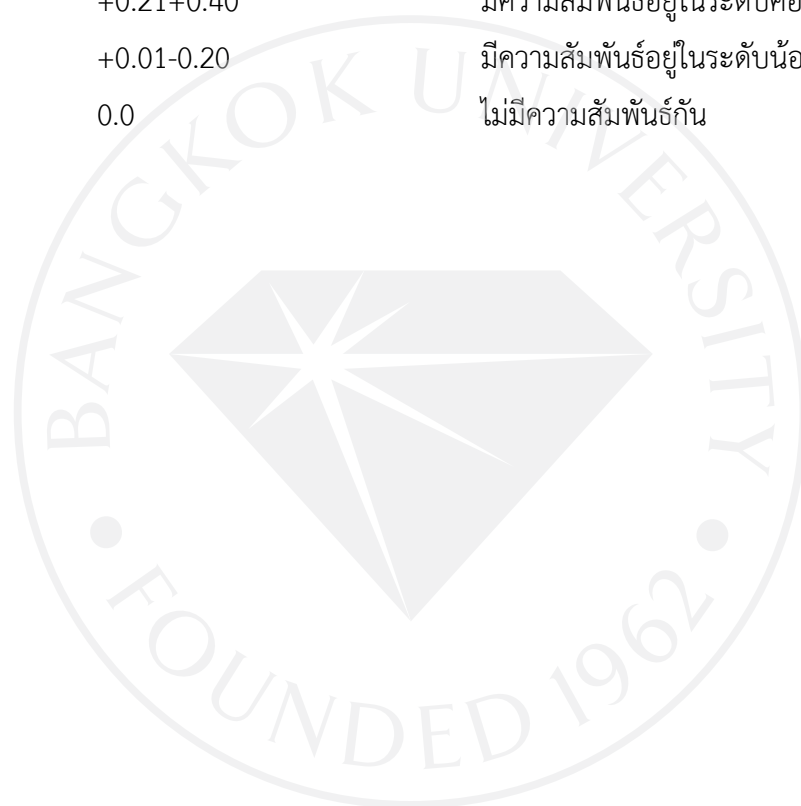 +0.21+0.40 มีความสัมพันธ์อยู่ในระดับ
+0.01-0.20 มีความสัมพันธ์อยู่ในระดับ
0.0 ไม่มีความสัมพันธ์กัน
BANGKOK UNIVERSITY
• FOUNDED 1962 •